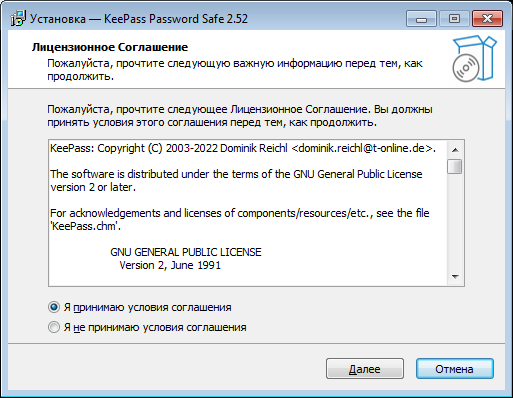 Установка — KeePass Password Safe 2.52
Лицензионное Соглашение
Пожалуйста, прочтите следующую важную информацию перед тем, как
продолжить.
Пожалуйста, прочтите следующее Лицензионное Соглашение. Вы должны
принять условия этого соглашения перед тем, как продолжить.
KeePass: Copyright (C) 2003-2022 Dominik Reichl <dominik.reichl@t-online.de>.
The software is distributed under the terms of the GNU General Public License
version 2 or later.
For acknowledgements and licenses of components/resources/etc., see the file
'KeePass.chm'.
GNU GENERAL PUBLIC LICENSE
Version 2, June 1991
Я принимаю условия соглашения
Я не принимаю условия соглашения
Далее
Отмена